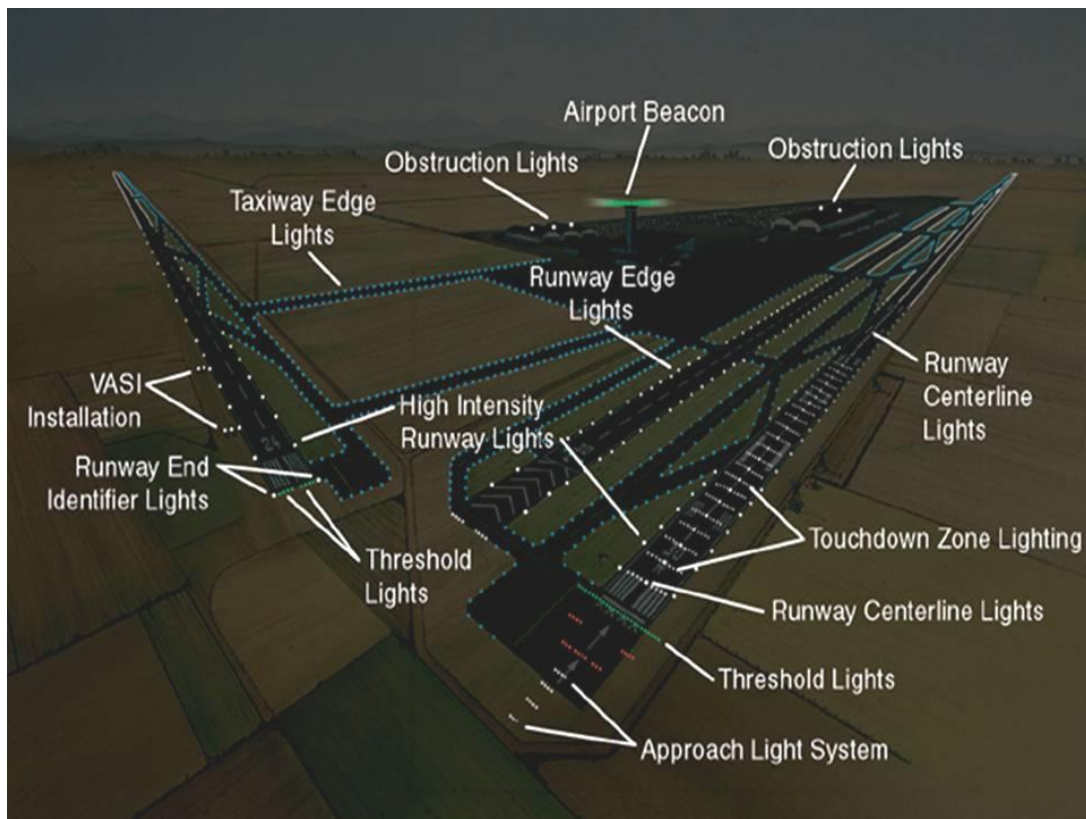 Airport Beacon
Obstruction Lights
Obstruction Lights
Taxiway Edge
Lights
Runway Edge
Lights
Runway
Centerline
Lights
VASI
Installation
High Intensity
Runway Lights
Runway End
Identifier Lights
Touchdown Zone Lighting
Threshold
Lights
Runway Centerline Lights
Threshold Lights
Approach Light System
24